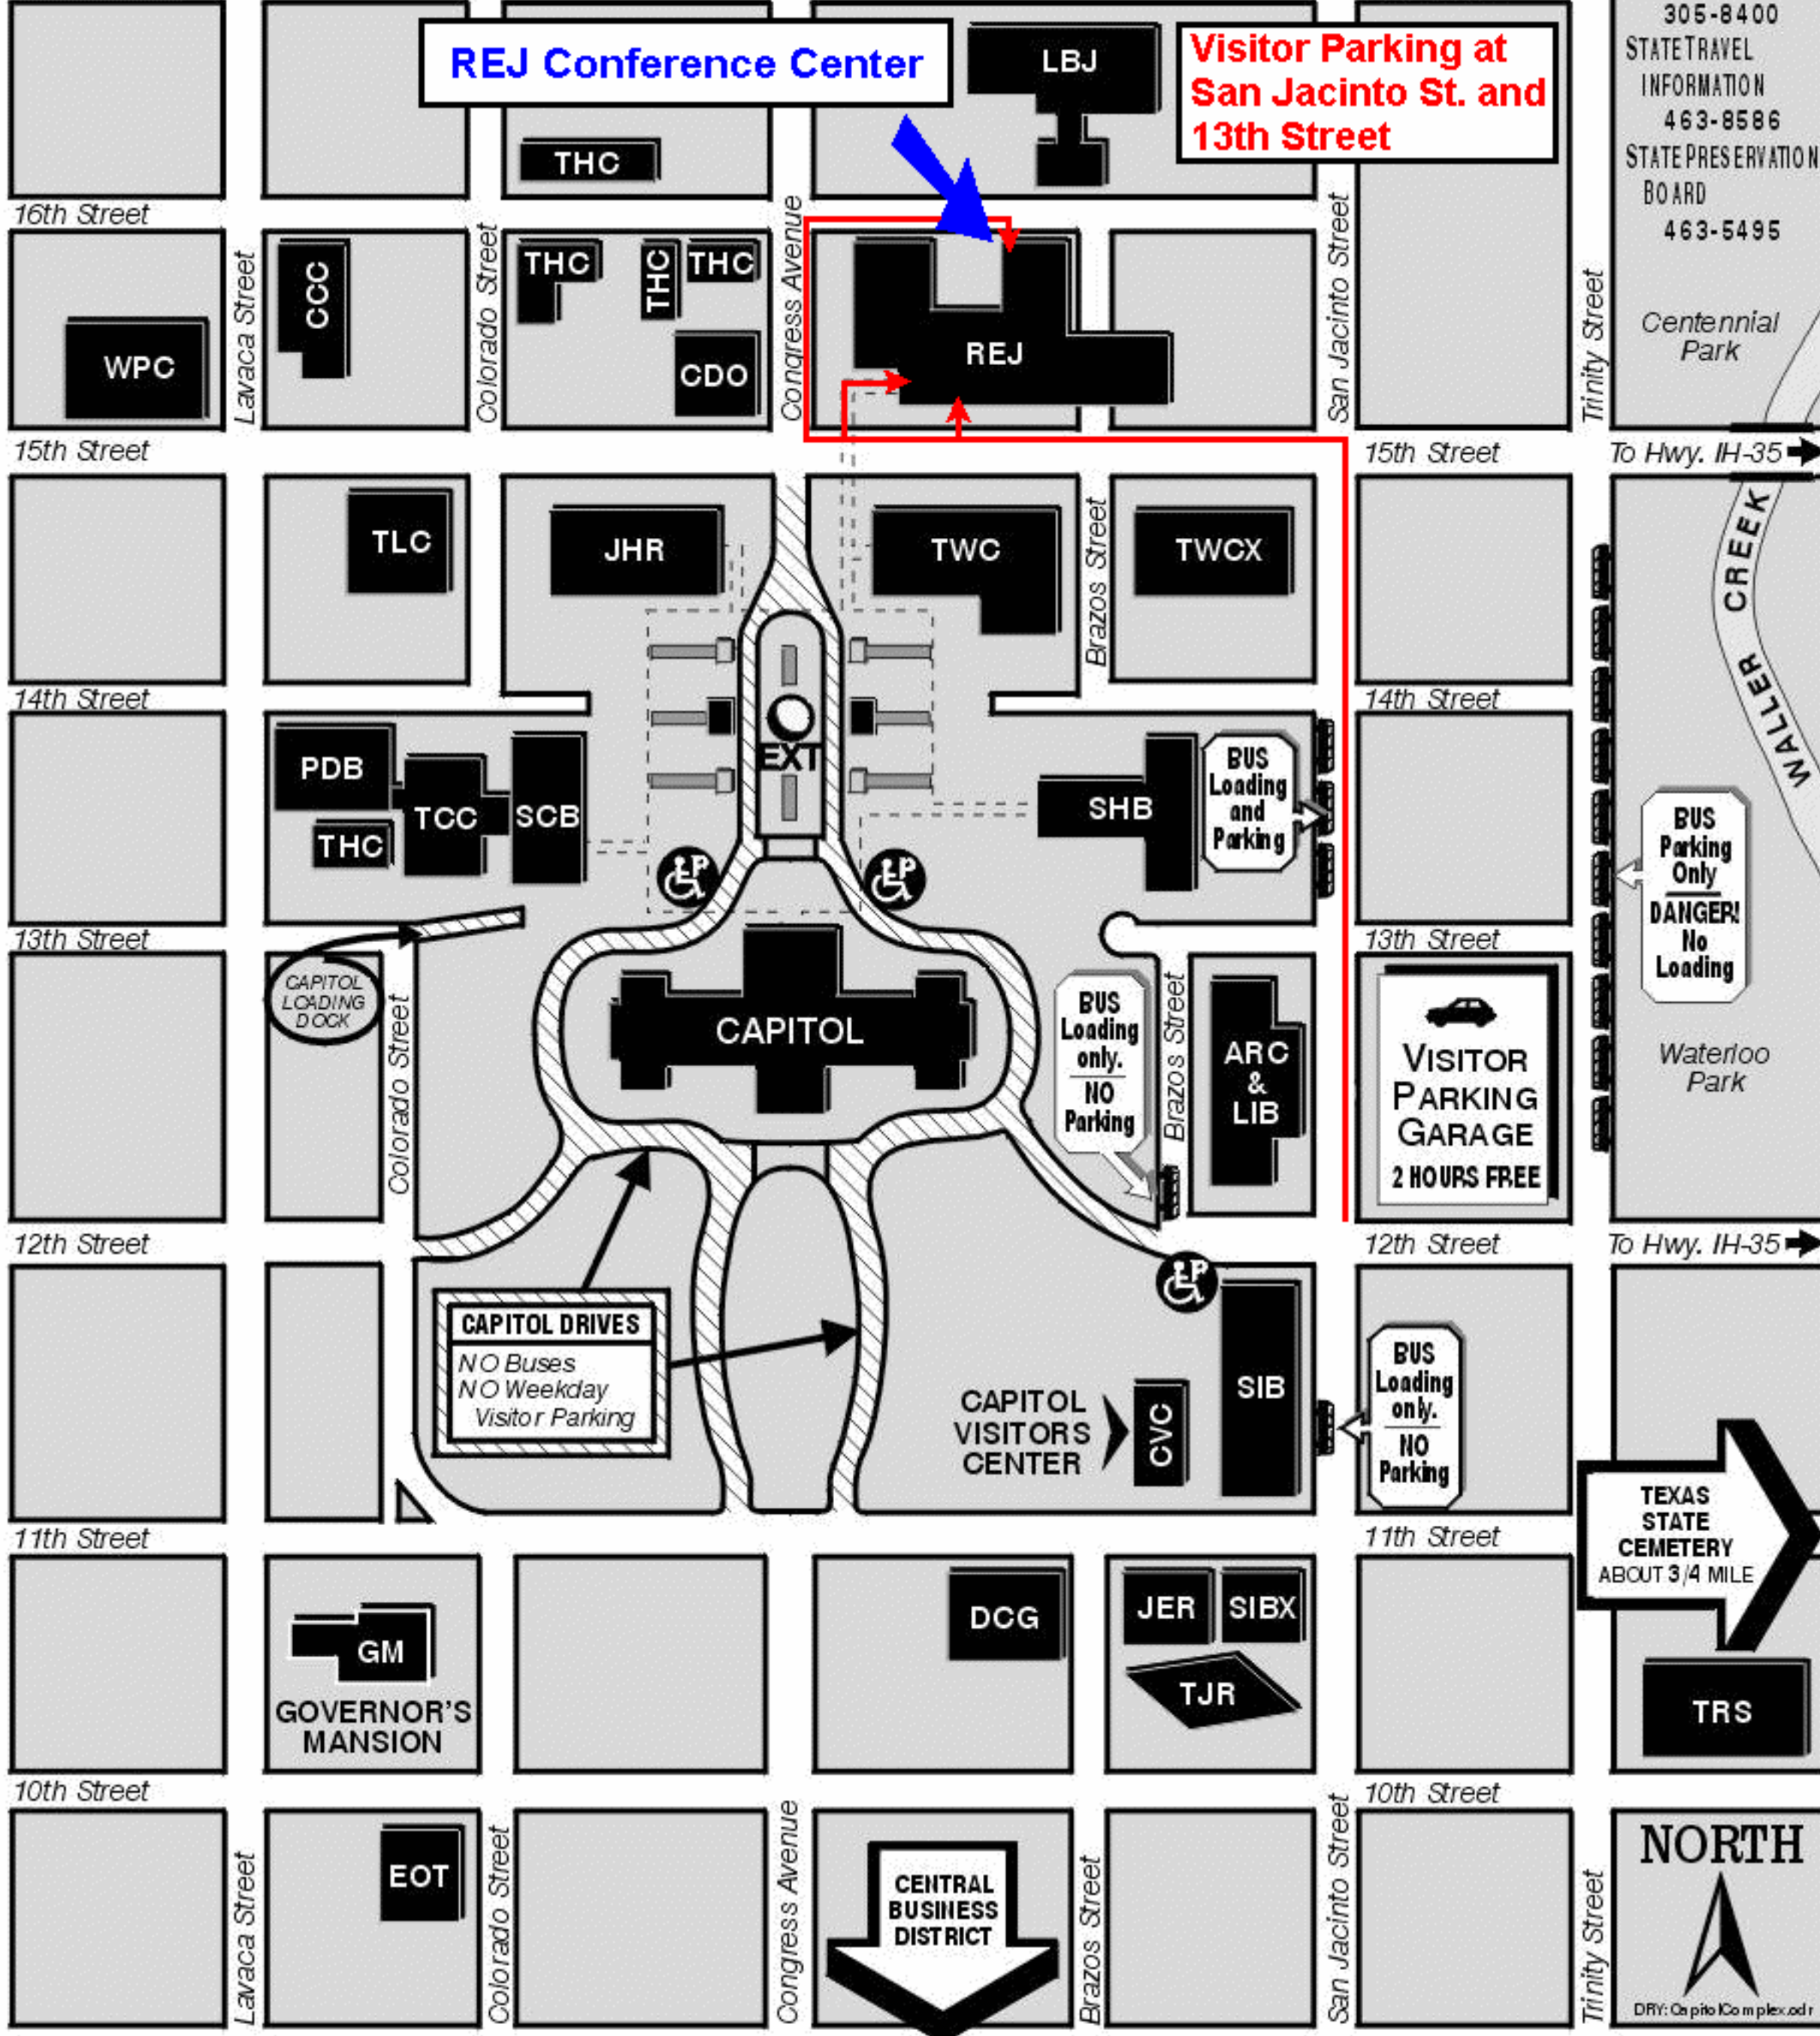 305-8400
STATE TRAVEL
INFORMATION
463-8586
STATE PRESERVATION
BOARD
463-5495
REJ Conference Center
LBJ
Visitor Parking at
San Jacinto St. and
13th Street
THC
16th Street
Lavaca Street
Colorado Street
Congress Avenue
San Jacinto Street
Trinity Street
CCC
THC
THC
THC
WPC
CDO
REJ
Centennial
Park
15th Street
15th Street
To Hwy. IH-35
TLC
JHR
TWC
Brazos Street
TWCX
WALLER CREEK
14th Street
14th Street
PDB
TCC
SCB
THC
EXT
SHB
BUS
Loading
and
Parking
BUS
Parking
Only
DANGER!
No
Loading
EP
EP
13th Street
13th Street
CAPITOL
LOADING
DOCK
Colorado Street
CAPITOL
BUS
Loading
only.
NO
Parking
Brazos Street
ARC
&
LIB
VISITOR
PARKING
GARAGE
2 HOURS FREE
Waterloo
Park
12th Street
12th Street
To Hwy. IH-35
EP
CAPITOL DRIVES
NO Buses
NO Weekday
Visitor Parking
CAPITOL
VISITORS
CENTER
CVC
SIB
BUS
Loading
only.
NO
Parking
TEXAS
STATE
CEMETERY
ABOUT 3/4 MILE
11th Street
11th Street
GM
GOVERNOR'S
MANSION
DCG
JER
SIBX
TJR
TRS
10th Street
10th Street
Lavaca Street
EOT
Colorado Street
Congress Avenue
CENTRAL
BUSINESS
DISTRICT
Brazos Street
San Jacinto Street
Trinity Street
NORTH
DRY: CapitolComplex.cdr